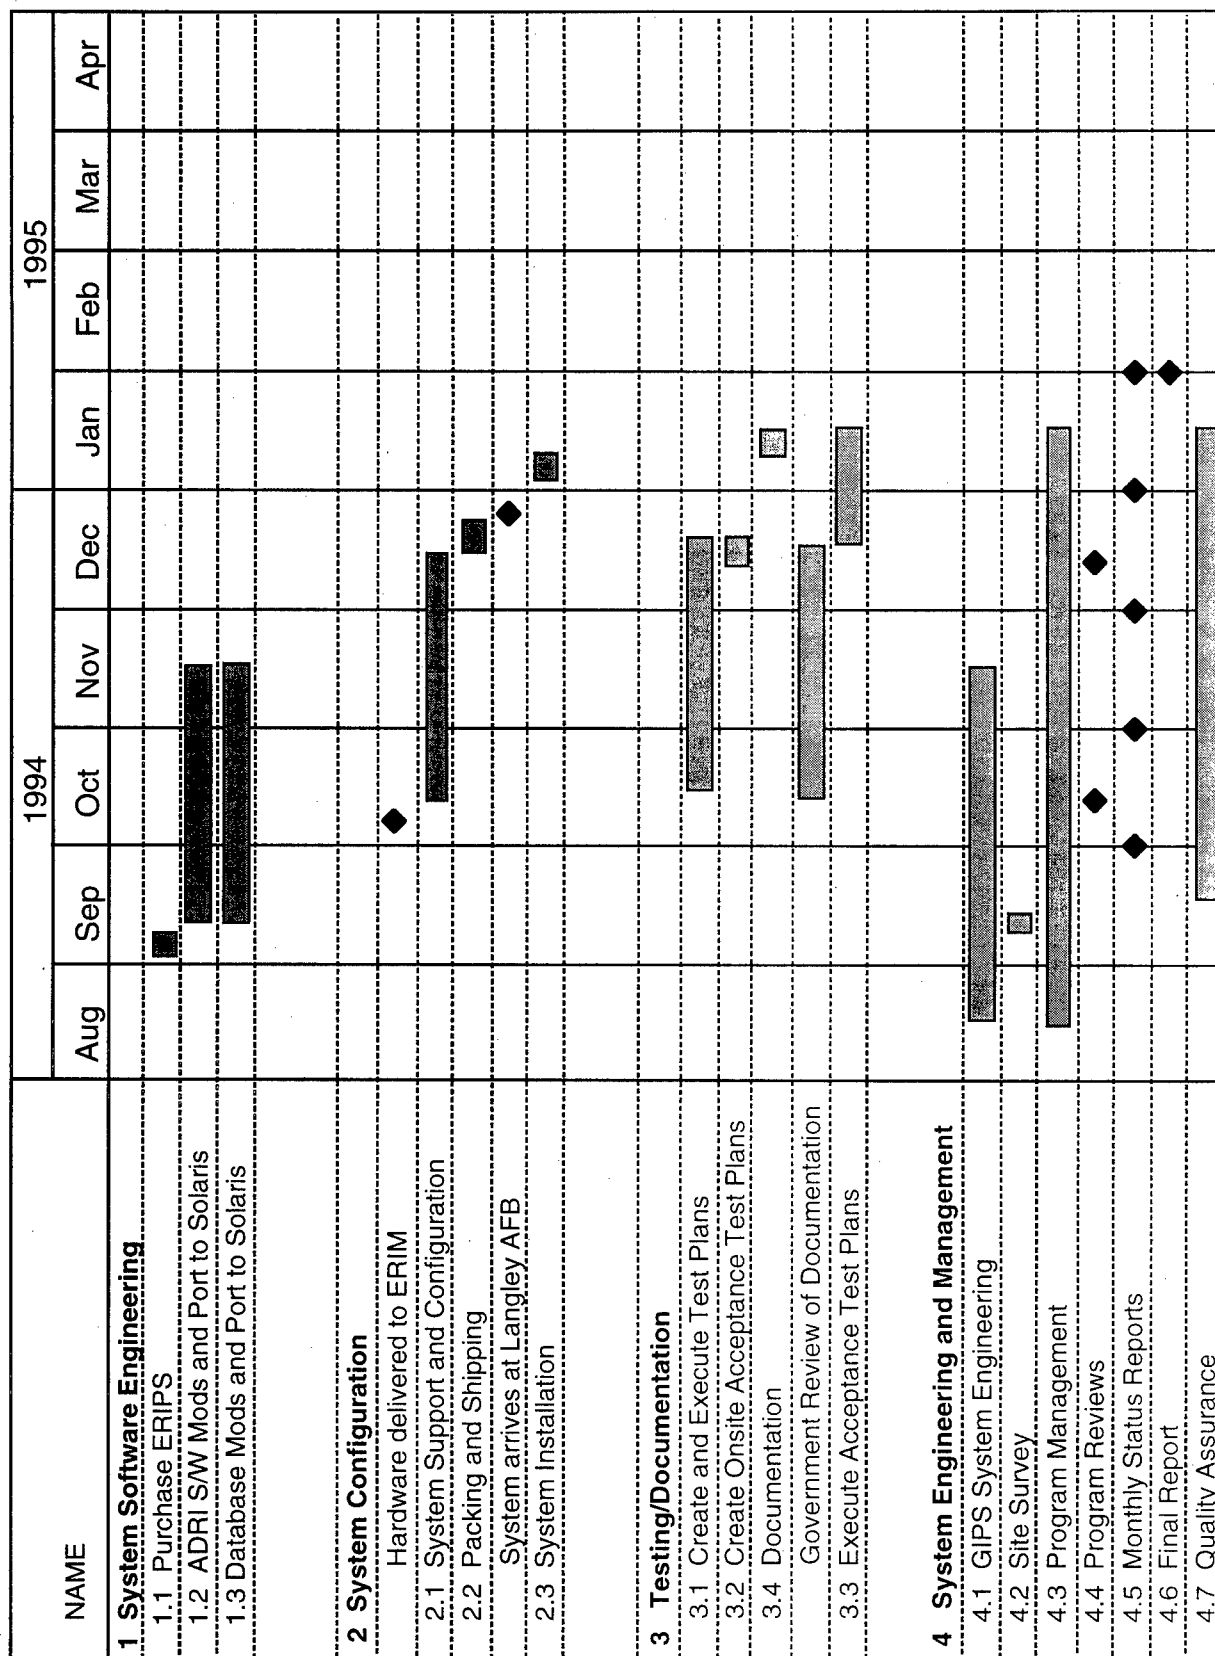 NAME
1994
1995
Aug Sep Oct Nov Dec Jan Feb Mar Apr
1 System Software Engineering
1.1 Purchase ERIPS
1.2 ADRI S/W Mods and Port to Solaris
1.3 Database Mods and Port to Solaris
2 System Configuration
Hardware delivered to ERIM
2.1 System Support and Configuration
2.2 Packing and Shipping
System arrives at Langley AFB
2.3 System Installation
3 Testing/Documentation
3.1 Create and Execute Test Plans
3.2 Create Onsite Acceptance Test Plans
3.4 Documentation
Government Review of Documentation
3.3 Execute Acceptance Test Plans
4 System Engineering and Management
4.1 GIPS System Engineering
4.2 Site Survey
4.3 Program Management
4.4 Program Reviews
4.5 Monthly Status Reports
4.6 Final Report
4.7 Quality Assurance